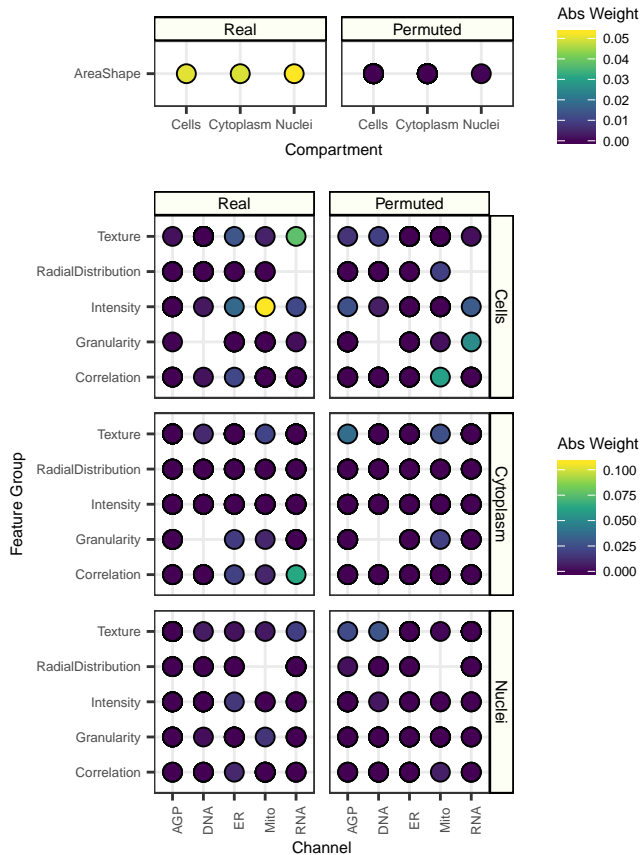 Real Permuted
AreaShape
Cells Cytoplasm Nuclei Cells Cytoplasm Nuclei
Compartment
Abs Weight
0.05
0.04
0.03
0.02
0.01
0.00
Real Permuted
Feature Group
Texture
RadialDistribution
Intensity
Granularity
Correlation
Cells
Texture
RadialDistribution
Intensity
Granularity
Correlation
Cytoplasm
Texture
RadialDistribution
Intensity
Granularity
Correlation
Nuclei
AGP DNA ER Mito RNA AGP DNA ER Mito RNA
Channel
Abs Weight
0.100
0.075
0.050
0.025
0.000